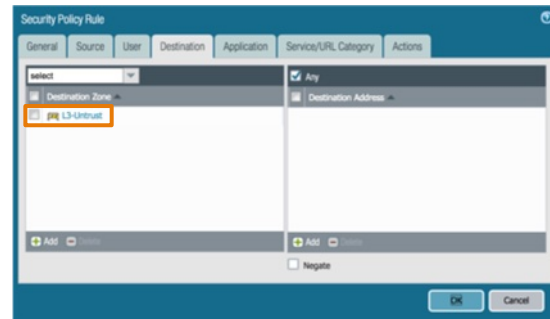 Security Policy Rule
General Source User Destination Application Service/URL Category Actions
select
Any
Destination Zone
Destination Address
L3-Untrust
Add Delete
Add Delete
Negate
OK Cancel